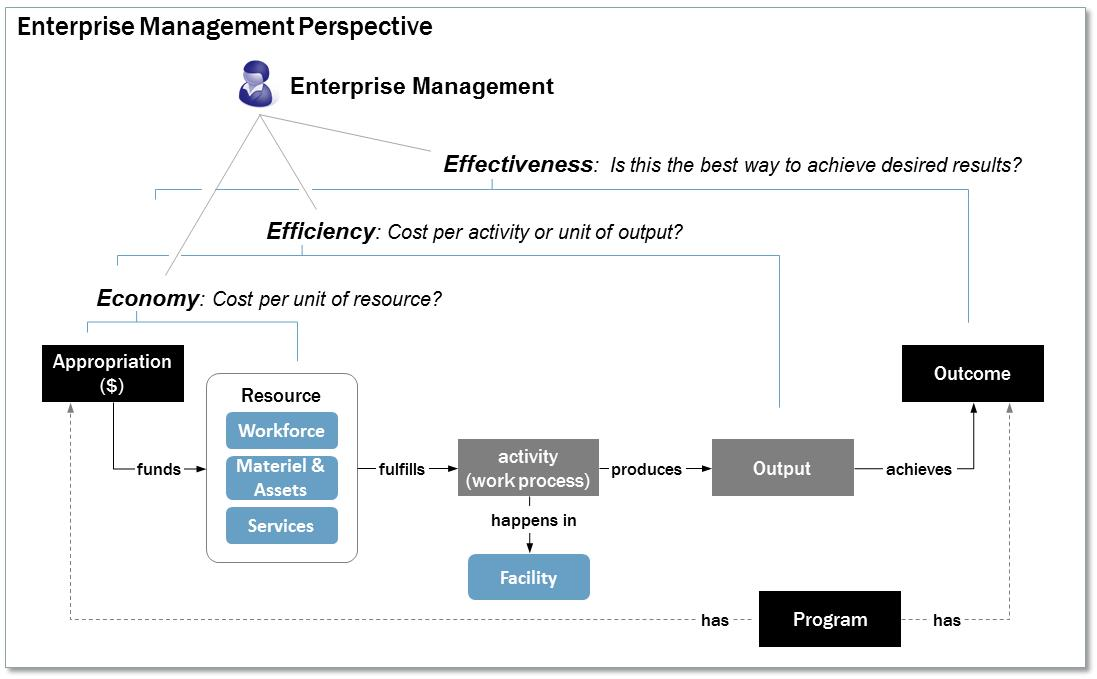 Enterprise Management Perspective
Enterprise Management
Effectiveness: Is this the best way to achieve desired results?
Efficiency: Cost per activity or unit of output?
Economy: Cost per unit of resource?
Appropriation
($)
Outcome
Resource
Workforce
Materiel &
Assets
Services
funds
fulfills
activity
(work process)
produces
Output
achieves
happens in
Facility
has
Program
has